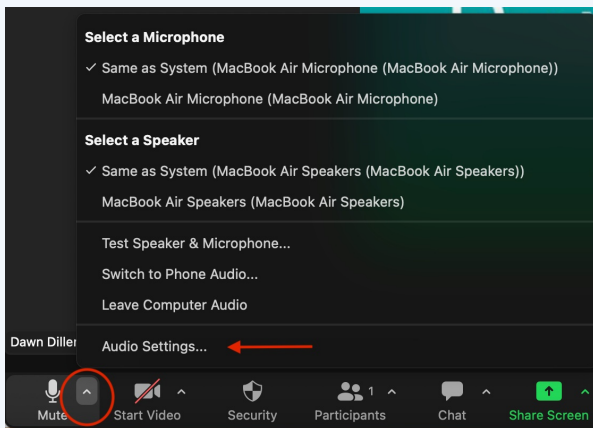 Select a Microphone
✓ Same as System (MacBook Air Microphone (MacBook Air Microphone))
MacBook Air Microphone (MacBook Air Microphone)
Select a Speaker
✓ Same as System (MacBook Air Speakers (MacBook Air Speakers))
MacBook Air Speakers (MacBook Air Speakers)
Test Speaker & Microphone...
Switch to Phone Audio...
Leave Computer Audio
Dawn Diller
Audio Settings...
1
Mute
Start Video
Security
Participants
Chat
Share Screen